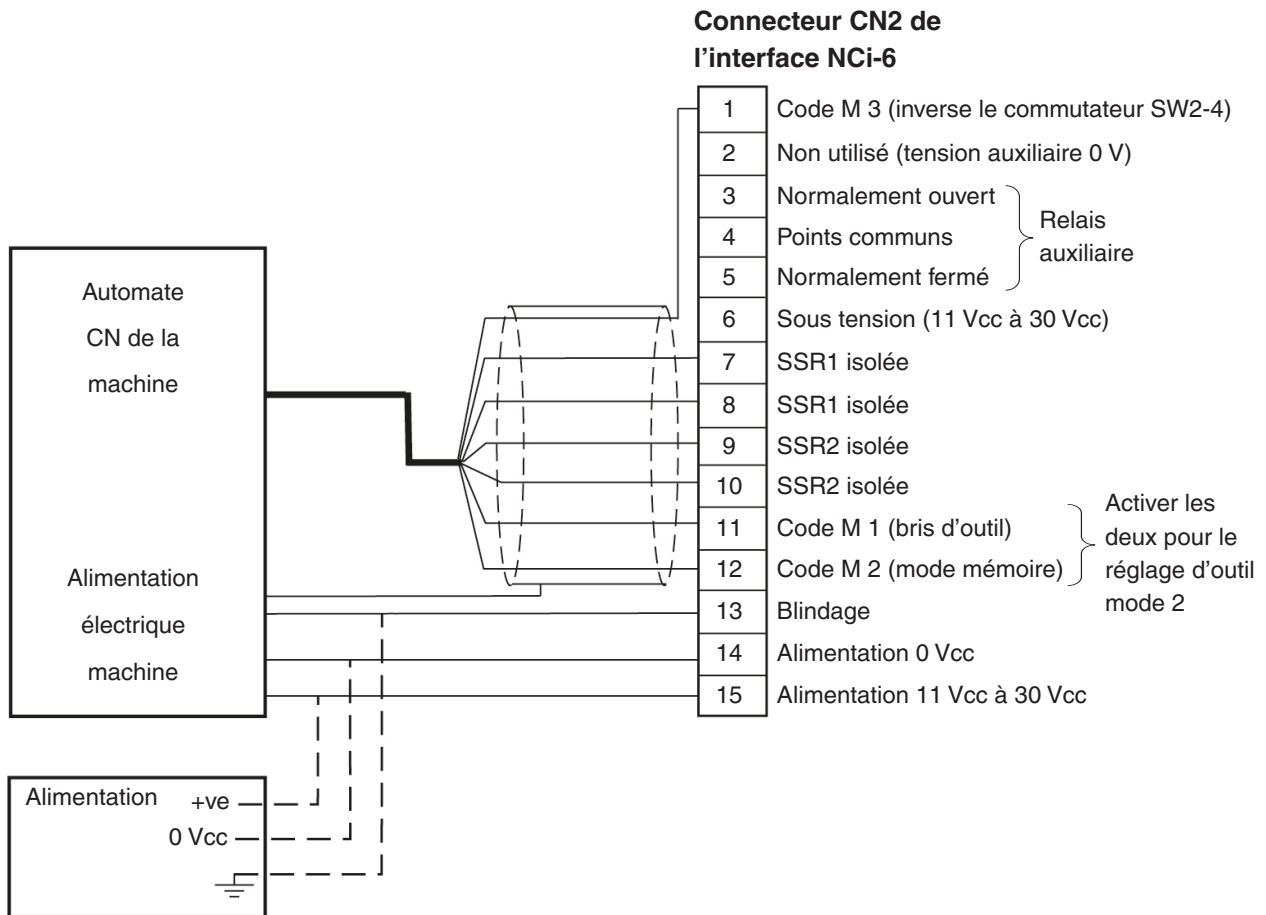 Connecteur CN2 de
l'interface NCi-6
1 Code M 3 (inverse le commutateur SW2-4)
2 Non utilisé (tension auxiliaire 0 V)
3 Normalement ouvert
4 Points communs
5 Normalement fermé
Relais
auxiliaire
6 Sous tension (11 Vcc à 30 Vcc)
7 SSR1 isolée
8 SSR1 isolée
9 SSR2 isolée
10 SSR2 isolée
11 Code M 1 (bris d'outil)
12 Code M 2 (mode mémoire)
Activer les
deux pour le
réglage d'outil
mode 2
13 Blindage
14 Alimentation 0 Vcc
15 Alimentation 11 Vcc à 30 Vcc
Automate
CN de la
machine
Alimentation
électrique
machine
Alimentation +ve
0 Vcc